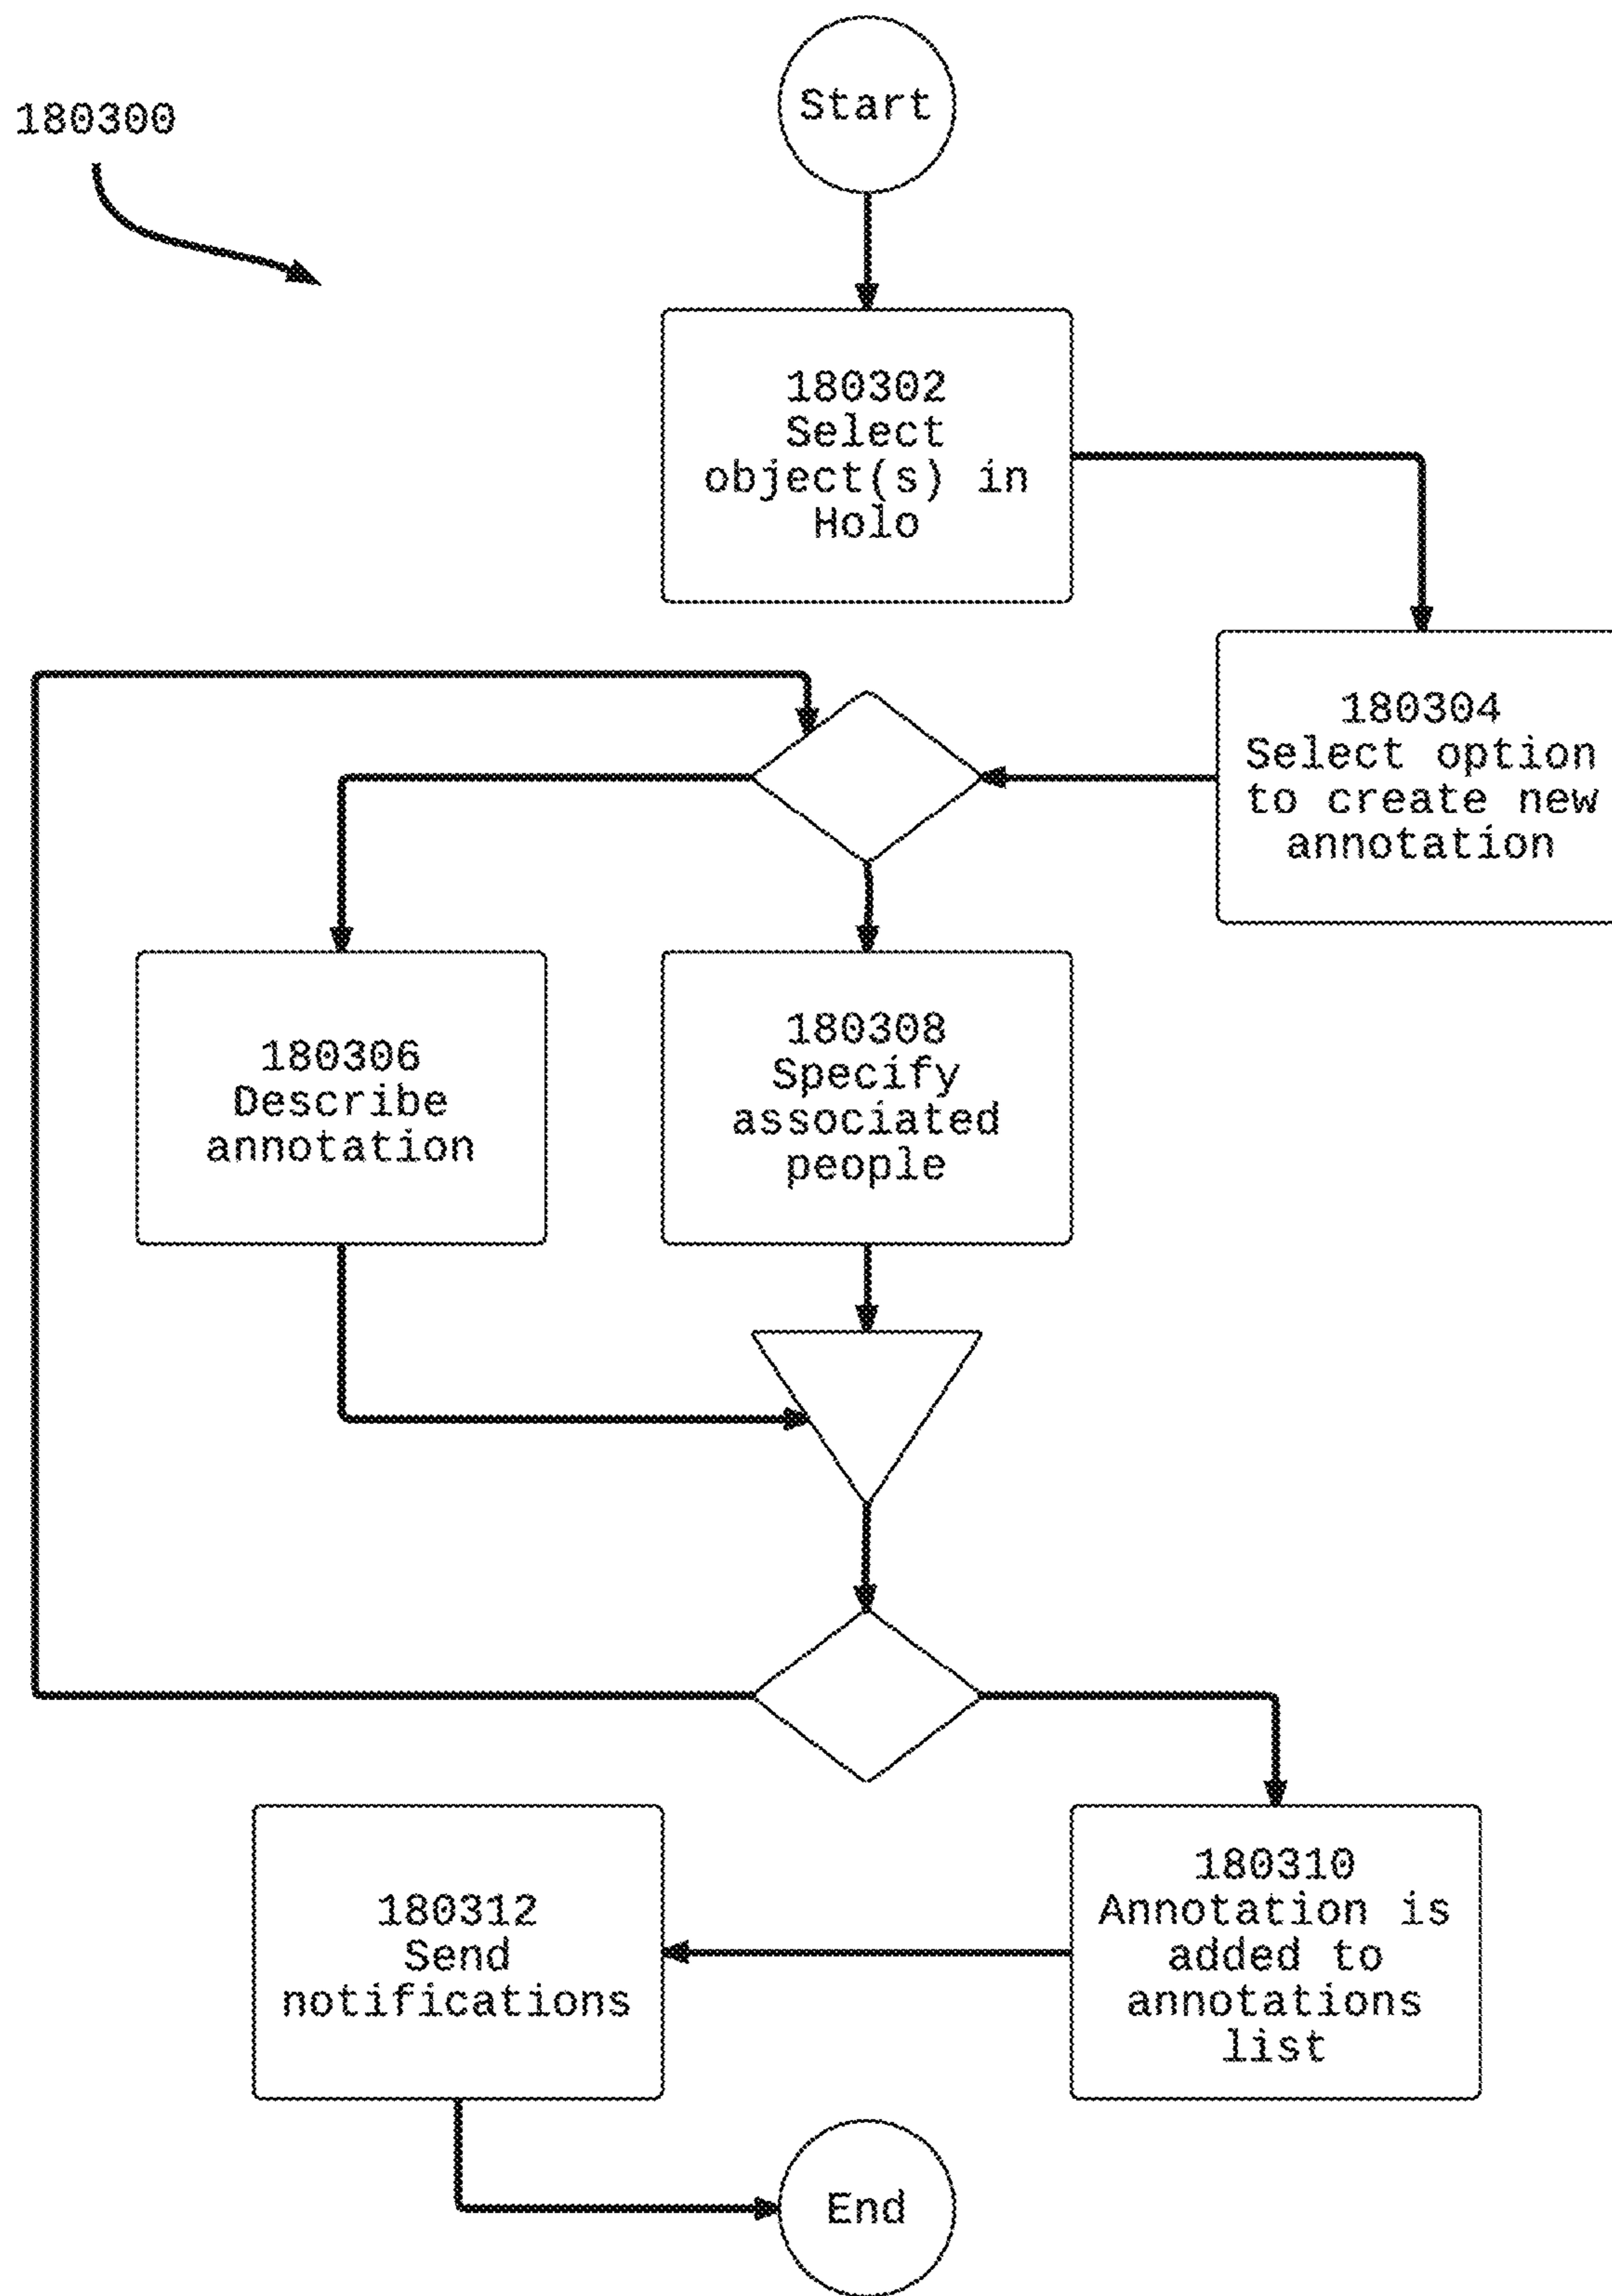 Start
180300
180302
Select
object(s) in
Holo
180304
Select option
to create new
annotation
180306
Describe
annotation
180308
Specify
associated
people
180310
Annotation is
added to
annotations
list
180312
Send
notifications
End